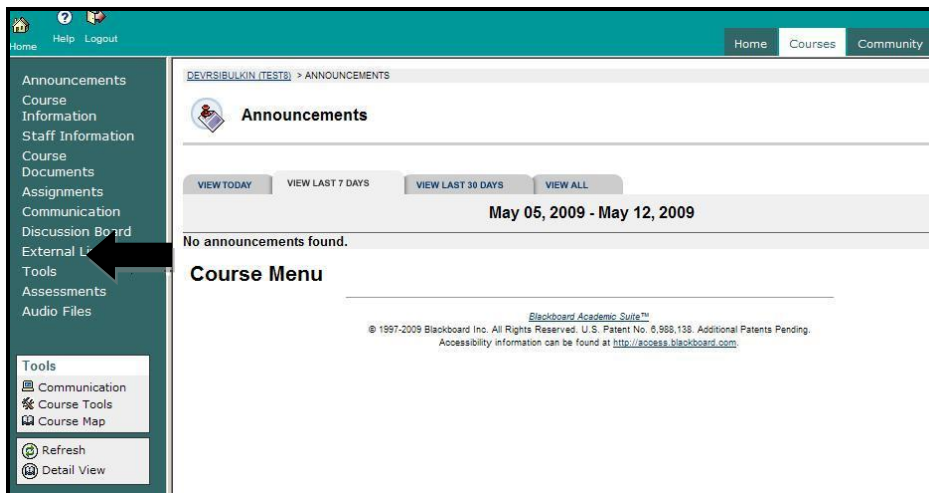 Home
Help
Logout
Home
Courses
Community
Announcements
Course
Information
Staff Information
Course
Documents
Assignments
Communication
Discussion Board
External
Tools
Assessments
Audio Files
Tools
Communication
Course Tools
Course Map
Refresh
Detail View
DEVRSIBULKIN (TEST8) > ANNOUNCEMENTS
Announcements
VIEW TODAY
VIEW LAST 7 DAYS
VIEW LAST 30 DAYS
VIEW ALL
May 05, 2009 - May 12, 2009
No announcements found.
Course Menu
Blackboard Academic Suite™
© 1997-2009 Blackboard Inc. All Rights Reserved. U.S. Patent No. 6,988,138. Additional Patents Pending.
Accessibility information can be found at http://access.blackboard.com.